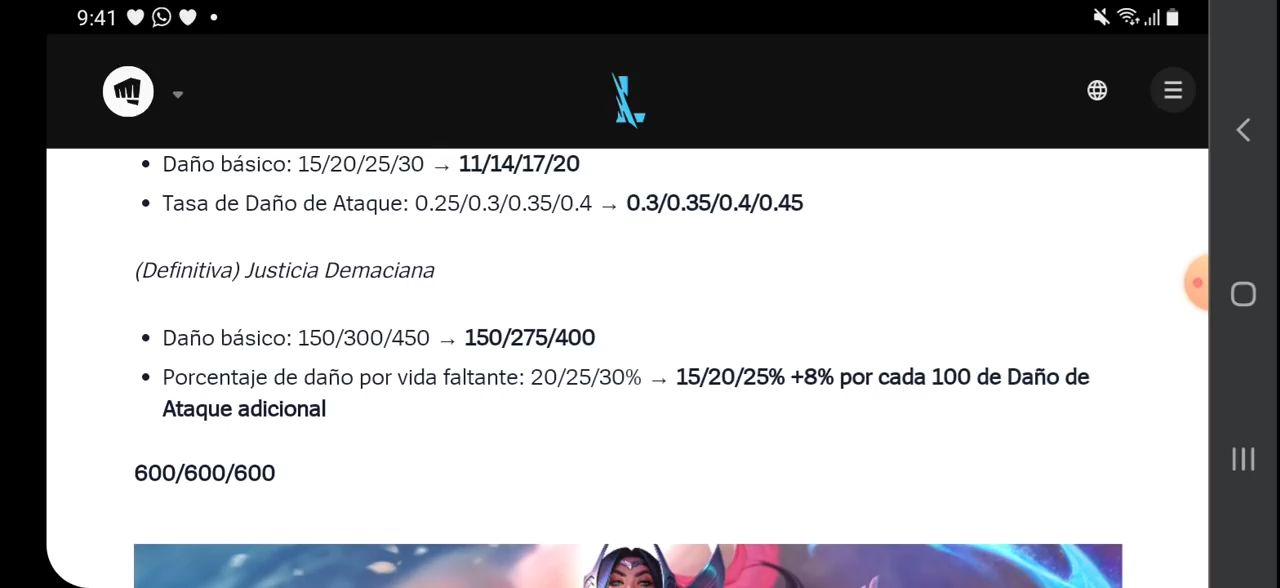 9:41
Daño básico: 15/20/25/30 → 11/14/17/20
Tasa de Daño de Ataque: 0.25/0.3/0.35/0.4 → 0.3/0.35/0.4/0.45
(Definitiva) Justicia Demaciana
Daño básico: 150/300/450 → 150/275/400
Porcentaje de daño por vida faltante: 20/25/30% → 15/20/25% +8% por cada 100 de Daño de
Ataque adicional
600/600/600